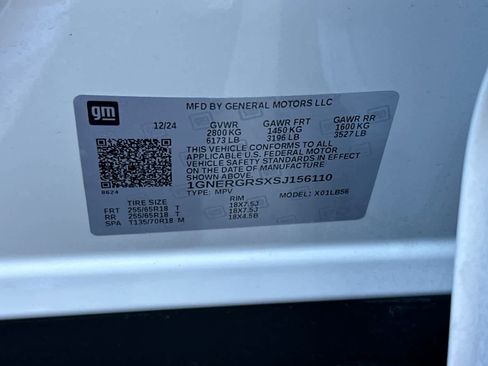 gm
MFD BY GENERAL MOTORS LLC
12/24 GVWR GAWR FRT GAWR RR
2800 KG 1450 KG 1600 KG
6173 LB 3196 LB 3527 LB
THIS VEHICLE CONFORMS TO ALL APPLICABLE
U.S. FEDERAL MOTOR
VEHICLE SAFETY STANDARDS IN EFFECT
ON THE DATE OF MANUFACTURE SHOWN ABOVE.
1GNERGRSXSJ156110
TYPE: MPV MODEL: X01LB56
8624
TIRE SIZE RIM
FRT 255/65R18 T 18X7.5J
RR 255/65R18 T 18X7.5J
SPA T135/70R18 M 18X4.5B